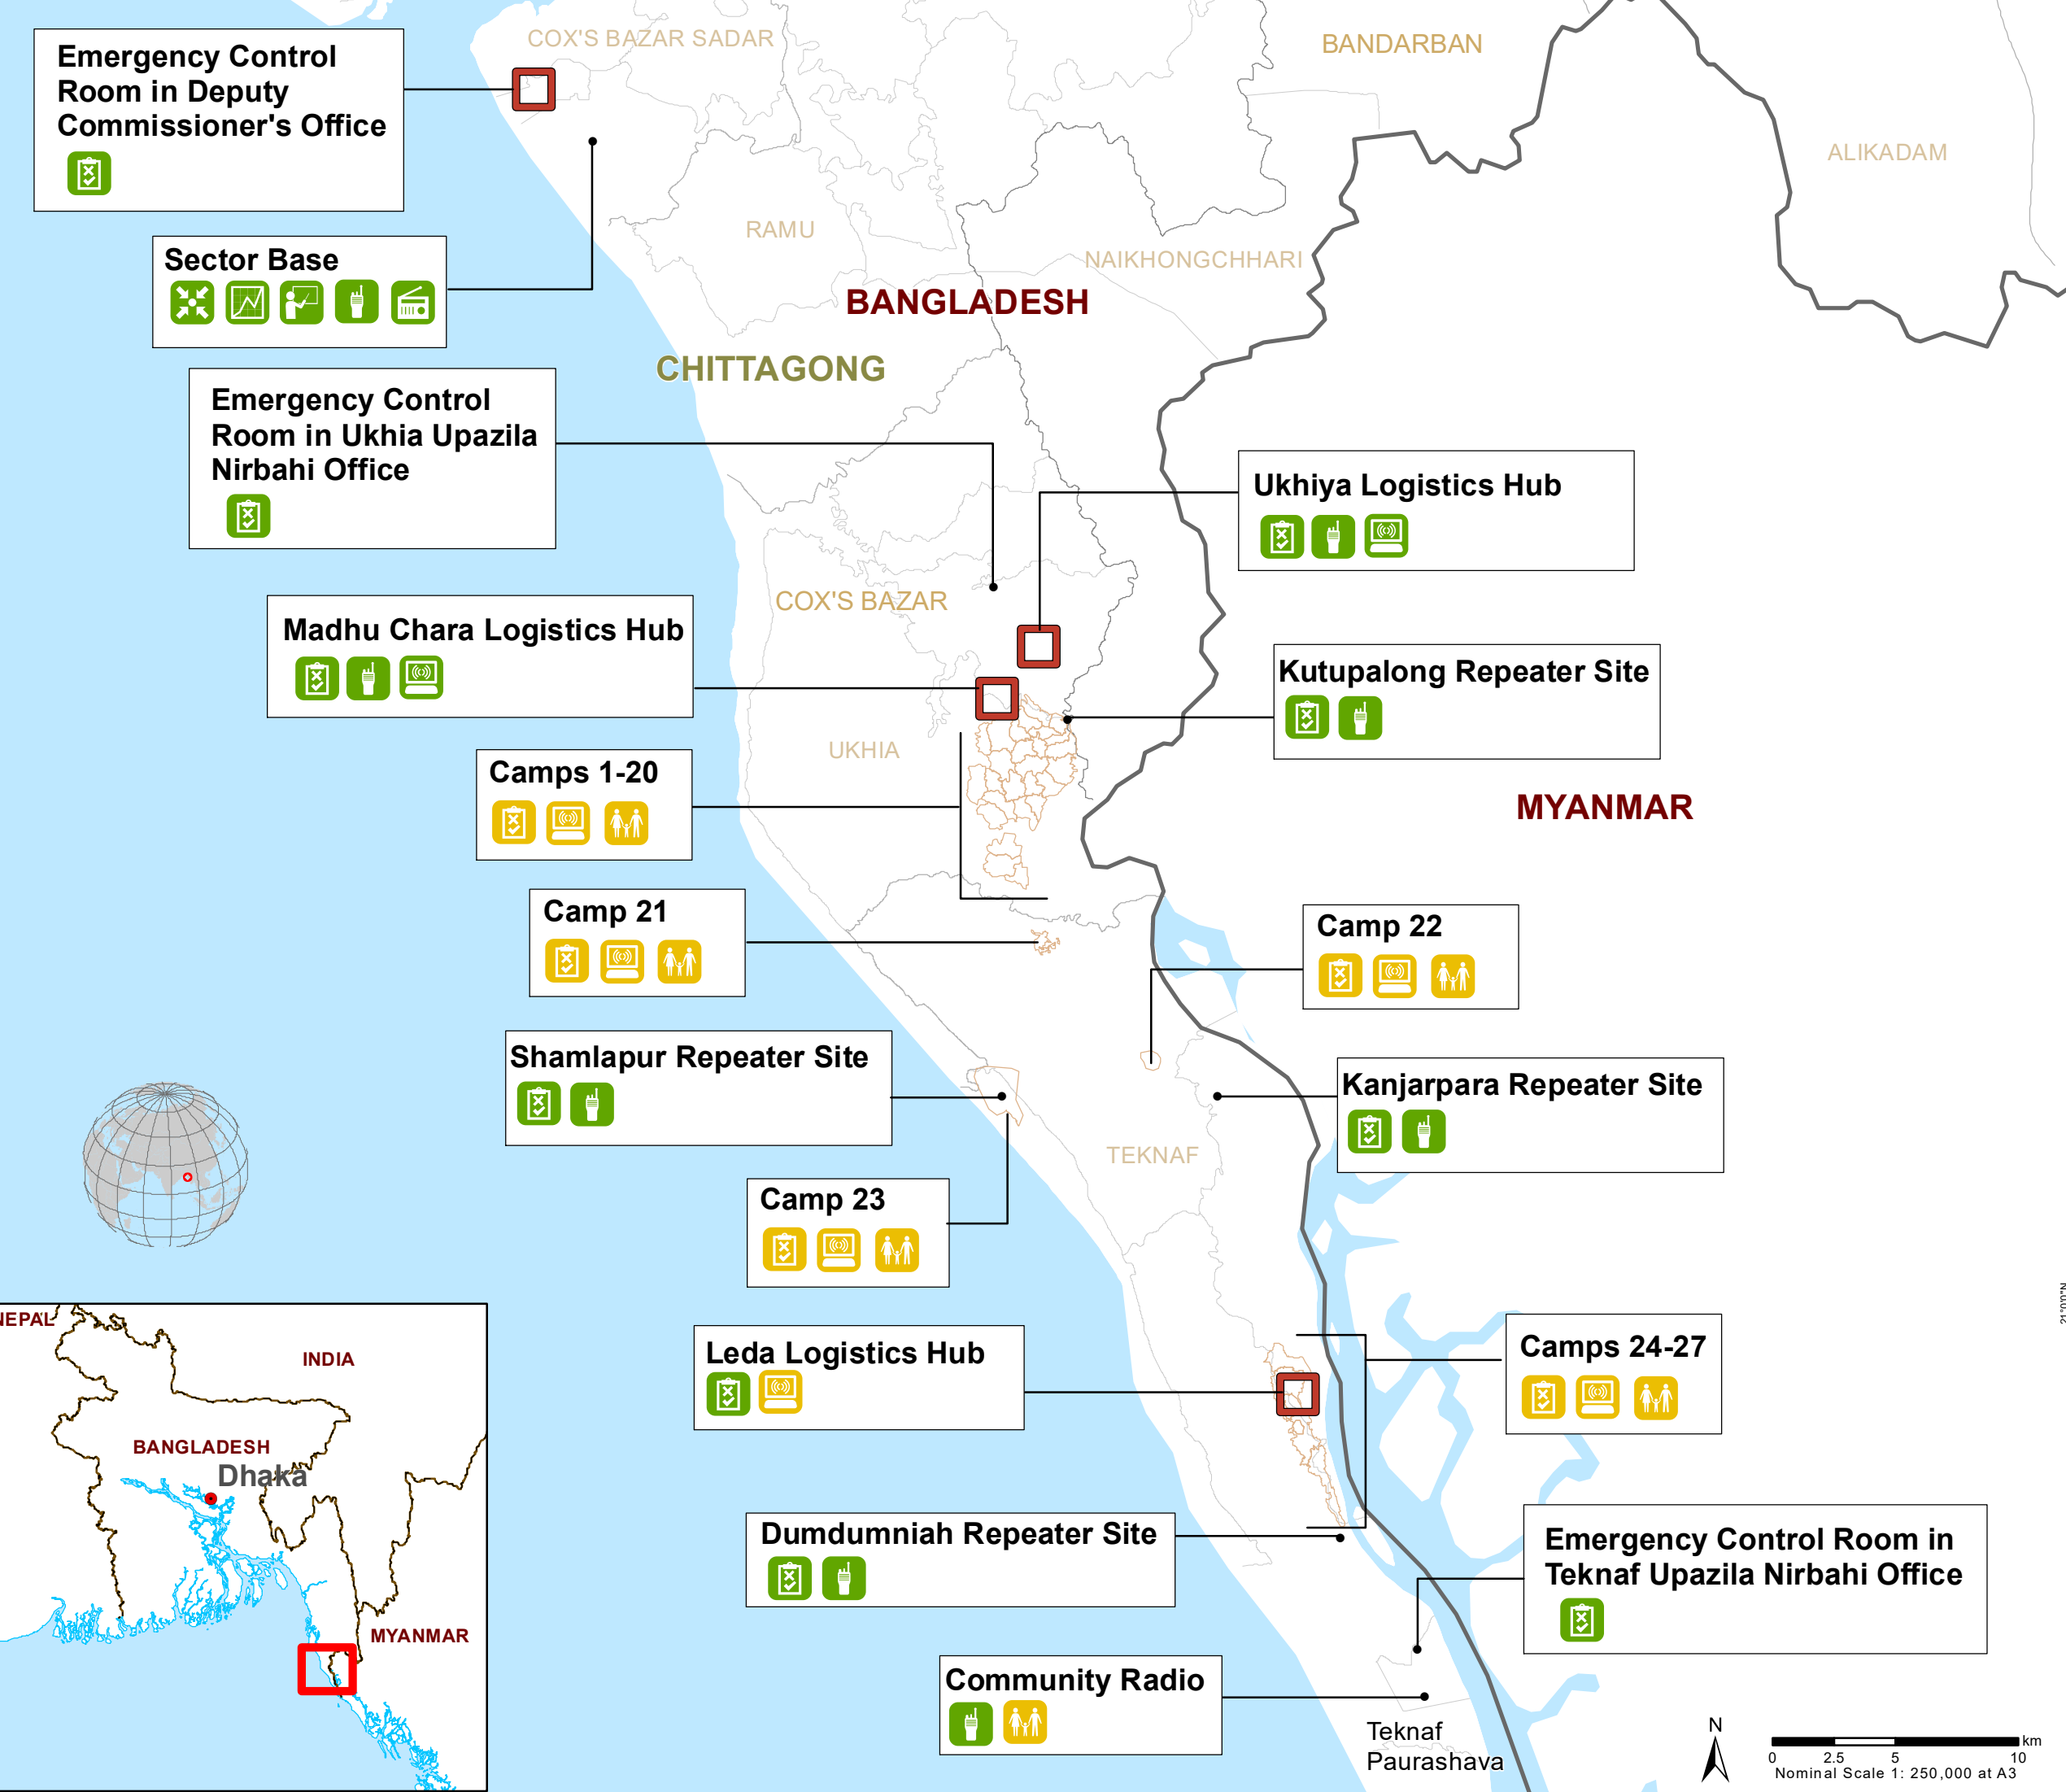 COX'S BAZAR SADAR
BANDARBAN
Emergency Control
Room in Deputy
Commissioner's Office
ALIKADAM
RAMU
NAIKHONGCHHARI
Sector Base
BANGLADESH
CHITTAGONG
Emergency Control
Room in Ukhia Upazila
Nirbahi Office
Ukhiya Logistics Hub
COX'S BAZAR
Madhu Chara Logistics Hub
Kutupalong Repeater Site
UKHIA
Camps 1-20
MYANMAR
Camp 21
Camp 22
Shamlapur Repeater Site
Kanjarpara Repeater Site
TEKNAF
Camp 23
21°0'0"N
NEPAL
INDIA
BANGLADESH
Dhaka
MYANMAR
Leda Logistics Hub
Camps 24-27
Dumdumniah Repeater Site
Emergency Control Room in
Teknaf Upazila Nirbahi Office
Community Radio
Teknaf
Paurashava
N
km
0 2.5 5 10
Nominal Scale 1: 250,000 at A3